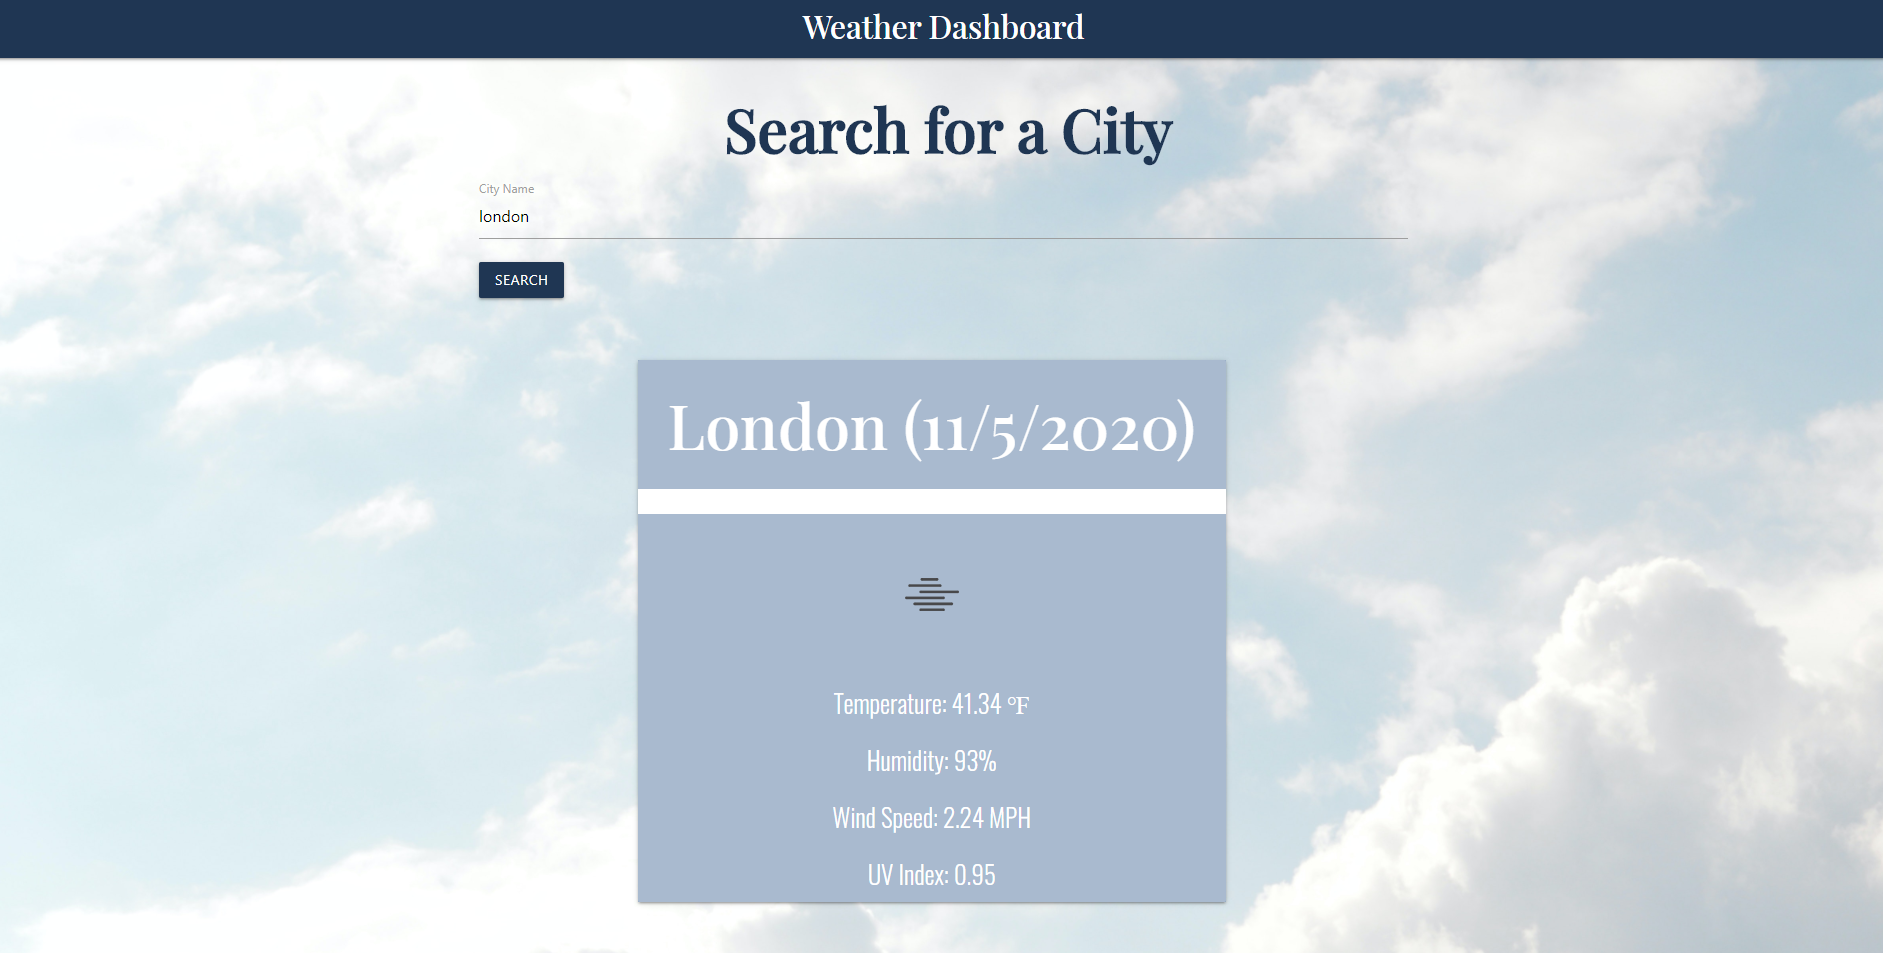 Weather Dashboard
Search for a City
City Name
london
SEARCH
London (11/5/2020)
Temperature: 41.34 ℉
Humidity: 93%
Wind Speed: 2.24 MPH
UV Index: 0.95